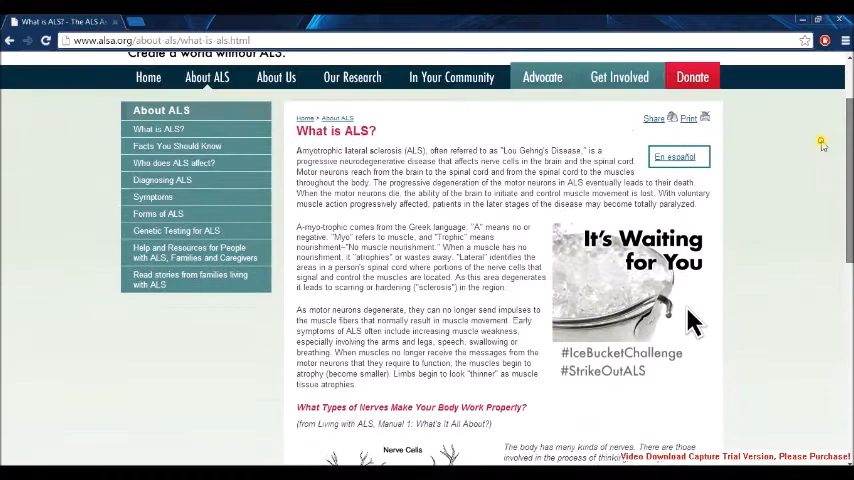 What is ALS? - The ALS As
www.alsa.org/about-als/what-is-als.html
Create a world without ALS.
Home
About ALS
About Us
Our Research
In Your Community
Advocate
Get Involved
Donate
About ALS
What is ALS?
Facts You Should Know
Who does ALS affect?
Diagnosing ALS
Symptoms
Forms of ALS
Genetic Testing for ALS
Help and Resources for People
with ALS, Families and Caregivers
Read stories from families living
with ALS
Home > About ALS
Share
Print
What is ALS?
En español
Amyotrophic lateral sclerosis (ALS), often referred to as "Lou Gehrig's Disease," is a
progressive neurodegenerative disease that affects nerve cells in the brain and the spinal cord.
Motor neurons reach from the brain to the spinal cord and from the spinal cord to the muscles
throughout the body. The progressive degeneration of the motor neurons in ALS eventually leads to their death.
When the motor neurons die, the ability of the brain to initiate and control muscle movement is lost. With voluntary
muscle action progressively affected, patients in the later stages of the disease may become totally paralyzed.
A-myo-trophic comes from the Greek language. "A" means no or
negative. "Myo" refers to muscle, and "Trophic" means
nourishment–"No muscle nourishment." When a muscle has no
nourishment, it "atrophies" or wastes away. "Lateral" identifies the
areas in a person's spinal cord where portions of the nerve cells that
signal and control the muscles are located. As this area degenerates
it leads to scarring or hardening ("sclerosis") in the region.
It's Waiting
for You
#IceBucketChallenge
#StrikeOutALS
As motor neurons degenerate, they can no longer send impulses to
the muscle fibers that normally result in muscle movement. Early
symptoms of ALS often include increasing muscle weakness,
especially involving the arms and legs, speech, swallowing or
breathing. When muscles no longer receive the messages from the
motor neurons that they require to function, the muscles begin to
atrophy (become smaller). Limbs begin to look "thinner" as muscle
tissue atrophies.
What Types of Nerves Make Your Body Work Properly?
(from Living with ALS, Manual 1: What's It All About?)
Nerve Cells
The body has many kinds of nerves. There are those
involved in the process of thinking,
Video Download Capture Trial Version, Please Purchase!